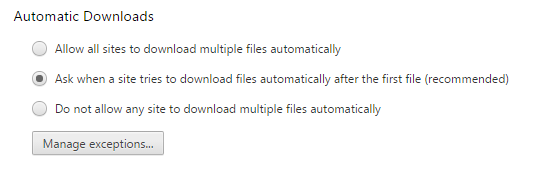 Automatic Downloads
Allow all sites to download multiple files automatically
Ask when a site tries to download files automatically after the first file (recommended)
Do not allow any site to download multiple files automatically
Manage exceptions...